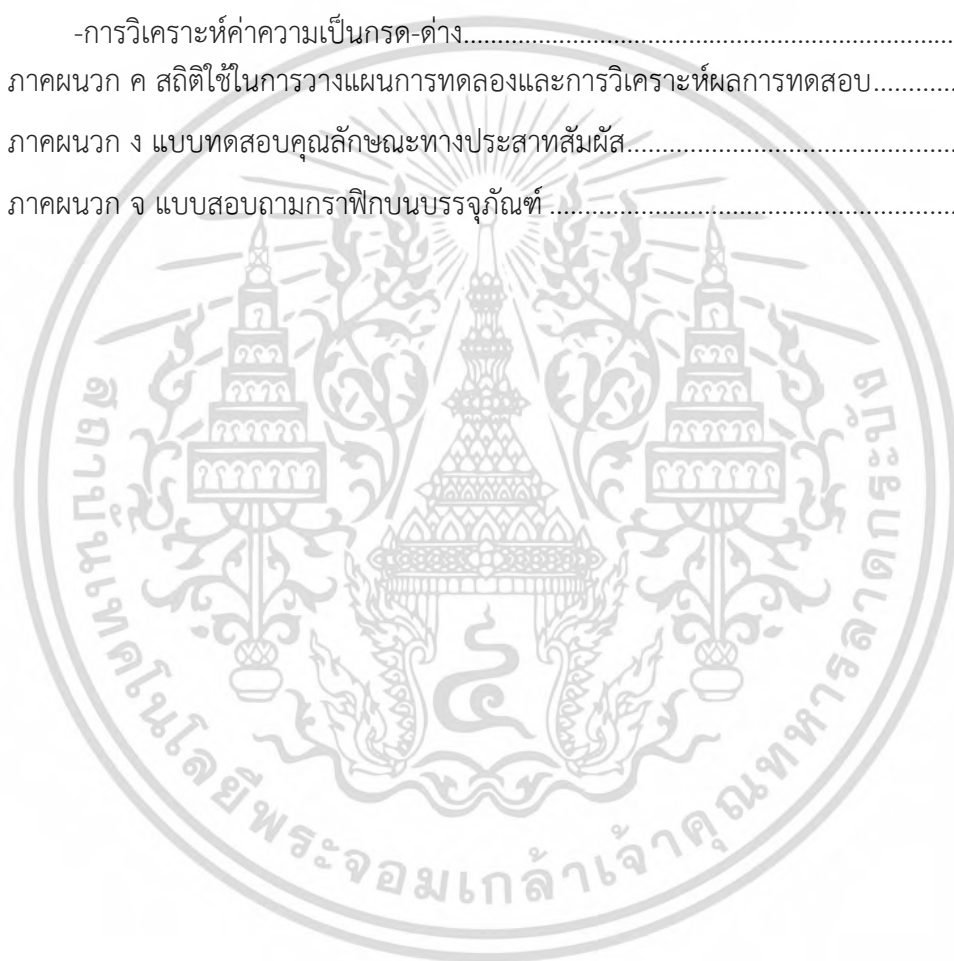 -การวิเคราะห์ค่าความเป็นกรด-ด่าง....................................................................................
ภาคผนวก ค สถิติใช้ในการวางแผนการทดลองและการวิเคราะห์ผลการทดสอบ............
ภาคผนวก ง แบบทดสอบคุณลักษณะทางประสาทสัมผัส.......................................................
ภาคผนวก จ แบบสอบถามกราฟิกบนบรรจุภัณฑ์ ....................................................................
สถาบันเทคโนโลยีพระจอมเกล้าเจ้าคุณทหารลาดกระบัง
๔